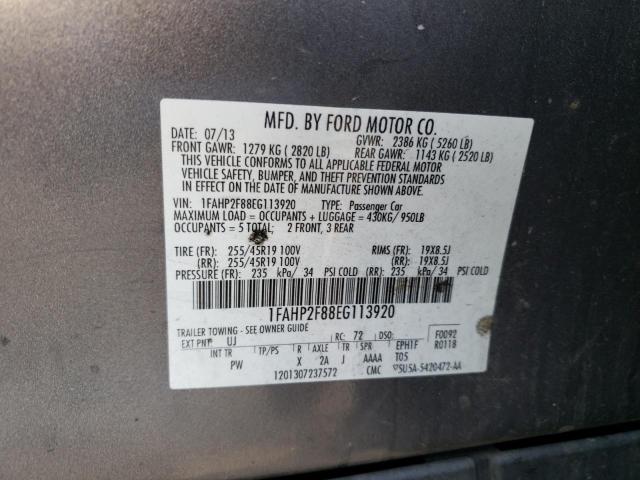 MFD. BY FORD MOTOR CO.
DATE: 07/13 GVWR: 2386 KG ( 5260 LB)
FRONT GAWR: 1279 KG ( 2820 LB) REAR GAWR: 1143 KG ( 2520 LB)
THIS VEHICLE CONFORMS TO ALL APPLICABLE FEDERAL MOTOR
VEHICLE SAFETY, BUMPER, AND THEFT PREVENTION STANDARDS
IN EFFECT ON THE DATE OF MANUFACTURE SHOWN ABOVE.
VIN: 1FAHP2F88EG113920 TYPE: Passenger Car
MAXIMUM LOAD = OCCUPANTS + LUGGAGE = 430KG/950LB
OCCUPANTS = 5 TOTAL; 2 FRONT, 3 REAR
TIRE (FR): 255/45R19 100V RIMS (FR): 19X8.5J
(RR): 255/45R19 100V (RR): 19X8.5J
PRESSURE (FR): 235 kPa/ 34 PSI COLD (RR): 235 kPa/ 34 PSI COLD
1FAHP2F88EG113920
TRAILER TOWING - SEE OWNER GUIDE
EXT PNT: UJ RC: 72 DSO: F0092
INT TR TP/PS R AXLE TR SPR EPH1F R0118
PW X 2A J AAAA T05
1201307237572 CMC 5U5A-5420472-AA